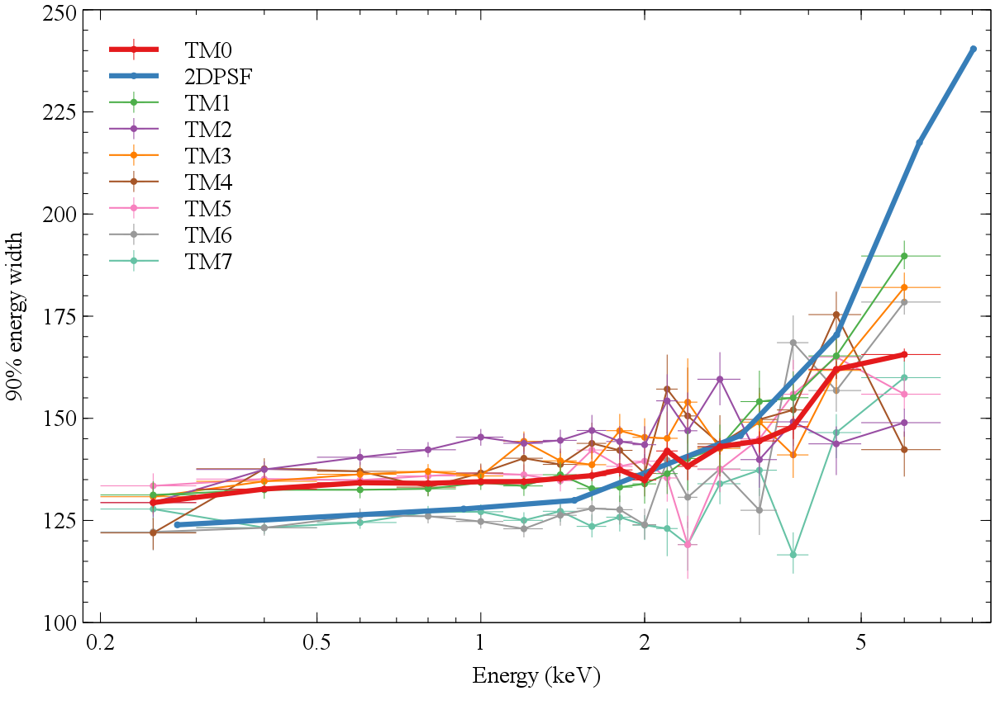 250
225
200
175
150
125
100
90% energy width
TM0
2DPSF
TM1
TM2
TM3
TM4
TM5
TM6
TM7
0.2 0.5 1 2 5
Energy (keV)